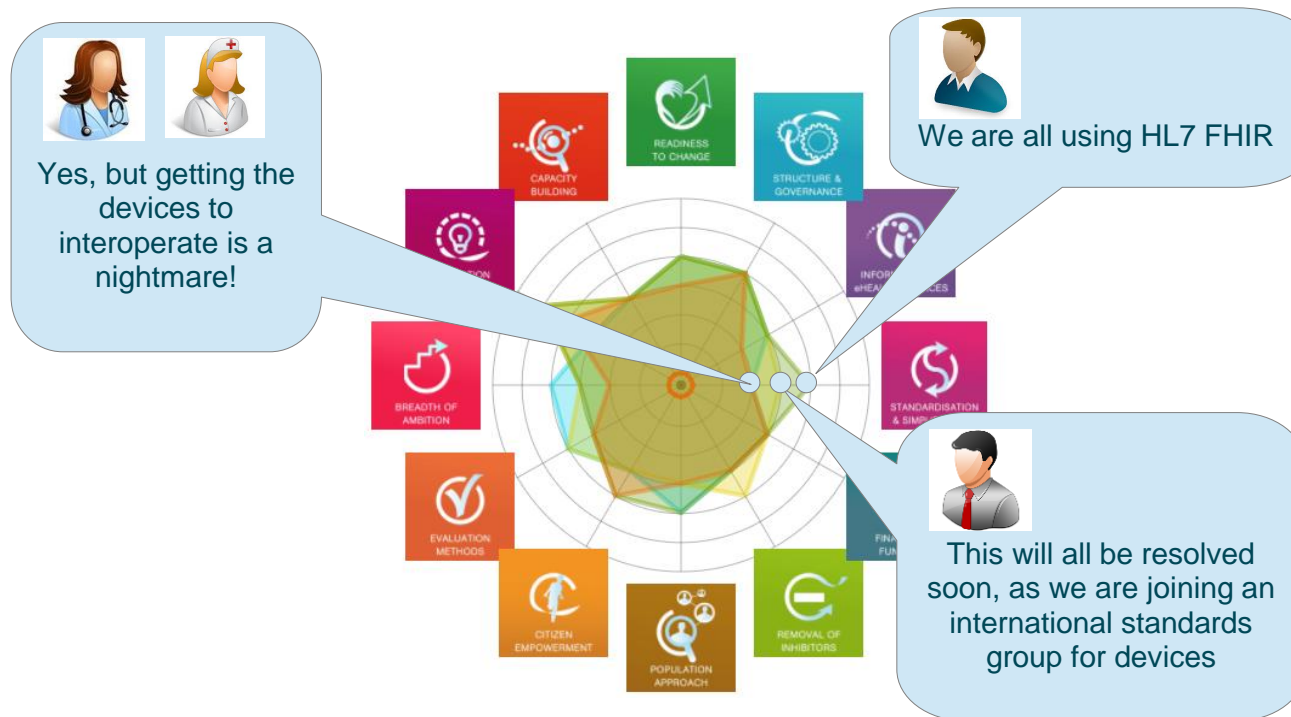 Yes, but getting the
devices to
interoperate is a
nightmare!
We are all using HL7 FHIR
READINESS
TO CHANGE
CAPACITY
BUILDING
STRUCTURE &
GOVERNANCE
BREADTH OF
AMBITION
STANDARDISATION
EVALUATION
METHODS
CITIZEN
EMPOWERMENT
POPULATION
APPROACH
REMOVAL OF
INHIBITORS
This will all be resolved
soon, as we are joining an
international standards
group for devices